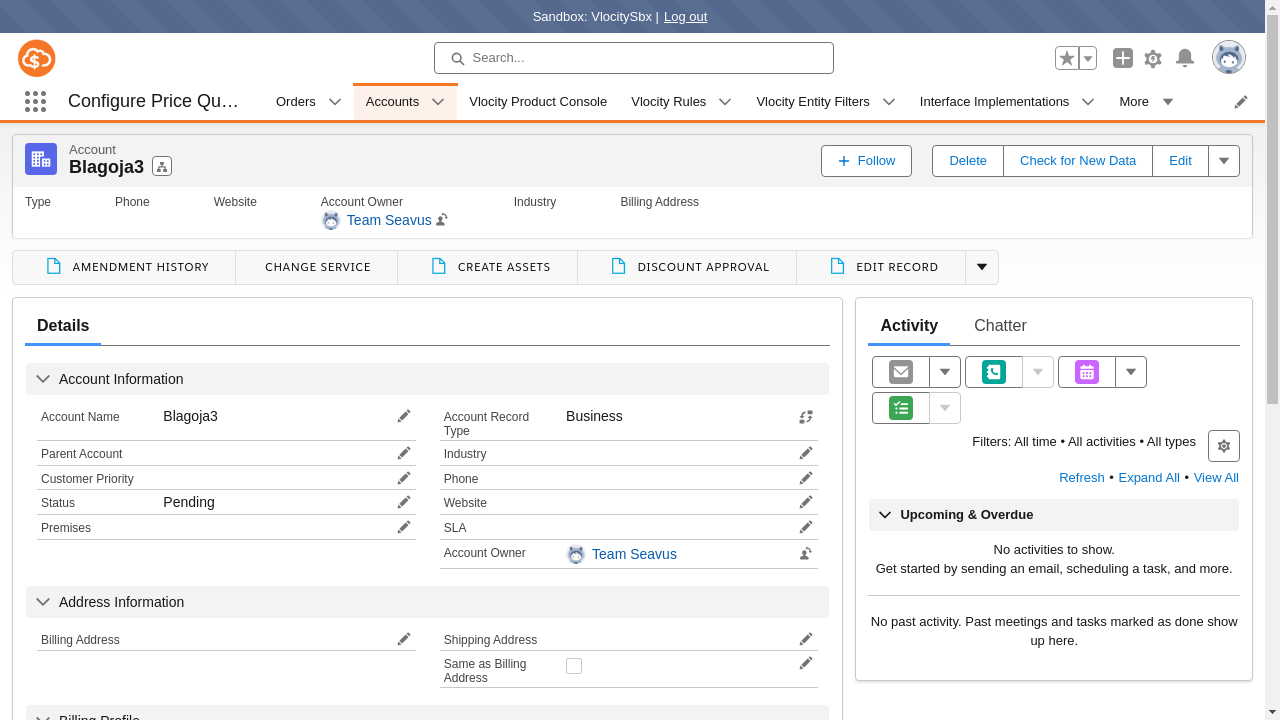 Sandbox: VlocitySbx | Log out
Search...
Configure Price Qu...
Orders
Accounts
Vlocity Product Console
Vlocity Rules
Vlocity Entity Filters
Interface Implementations
More
Account
Blagoja3
Follow
Delete
Check for New Data
Edit
Type
Phone
Website
Account Owner
Team Seavus
Industry
Billing Address
AMENDMENT HISTORY
CHANGE SERVICE
CREATE ASSETS
DISCOUNT APPROVAL
EDIT RECORD
Details
Account Information
Account Name
Blagoja3
Account Record
Type
Business
Parent Account
Industry
Customer Priority
Phone
Status
Pending
Website
Premises
SLA
Account Owner
Team Seavus
Address Information
Billing Address
Shipping Address
Same as Billing
Address
Billing Profile
Activity
Chatter
Filters: All time • All activities • All types
Refresh • Expand All • View All
Upcoming & Overdue
No activities to show.
Get started by sending an email, scheduling a task, and more.
No past activity. Past meetings and tasks marked as done show
up here.